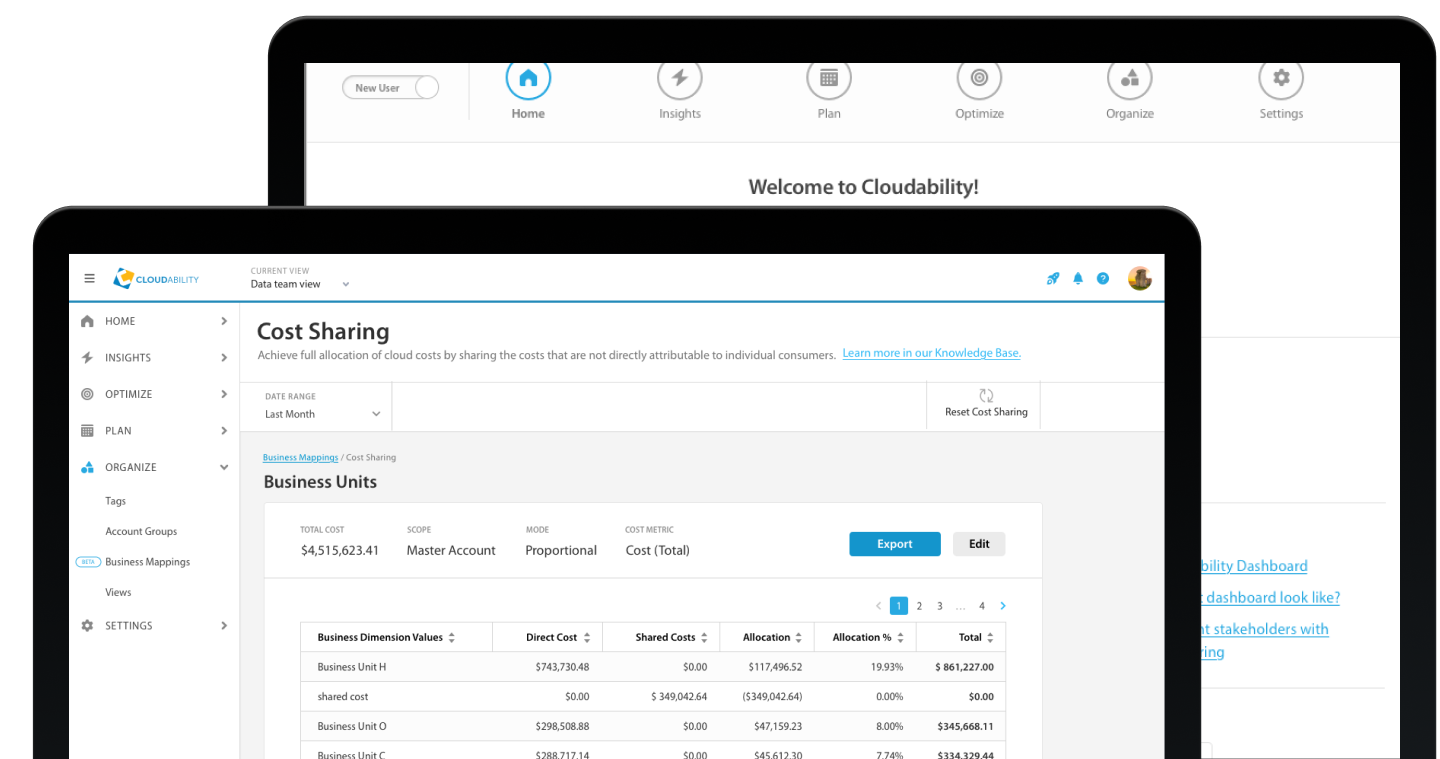 New User
Home
Insights
Plan
Optimize
Organize
Settings
Welcome to Cloudability!
bility Dashboard
dashboard look like?
stakeholders with
CLOUDABILITY
CURRENT VIEW
Data team view
HOME
INSIGHTS
OPTIMIZE
PLAN
ORGANIZE
Tags
Account Groups
BETA Business Mappings
Views
SETTINGS
Cost Sharing
Achieve full allocation of cloud costs by sharing the costs that are not directly attributable to individual consumers. Learn more in our Knowledge Base.
DATE RANGE
Last Month
Reset Cost Sharing
Business Mappings / Cost Sharing
Business Units
TOTAL COST SCOPE MODE COST METRIC
$4,515,623.41 Master Account Proportional Cost (Total)
Export
Edit
< 1 2 3 ... 4 >
Business Dimension Values Direct Cost Shared Costs Allocation Allocation % Total
Business Unit H $743,730.48 $0.00 $117,496.52 19.93% $ 861,227.00
shared cost $0.00 $ 349,042.64 ($349,042.64) 0.00% $0.00
Business Unit O $298,508.88 $0.00 $47,159.23 8.00% $345,668.11
Business Unit C $288,717.14 $0.00 $45,612.30 7.74% $334,329.44